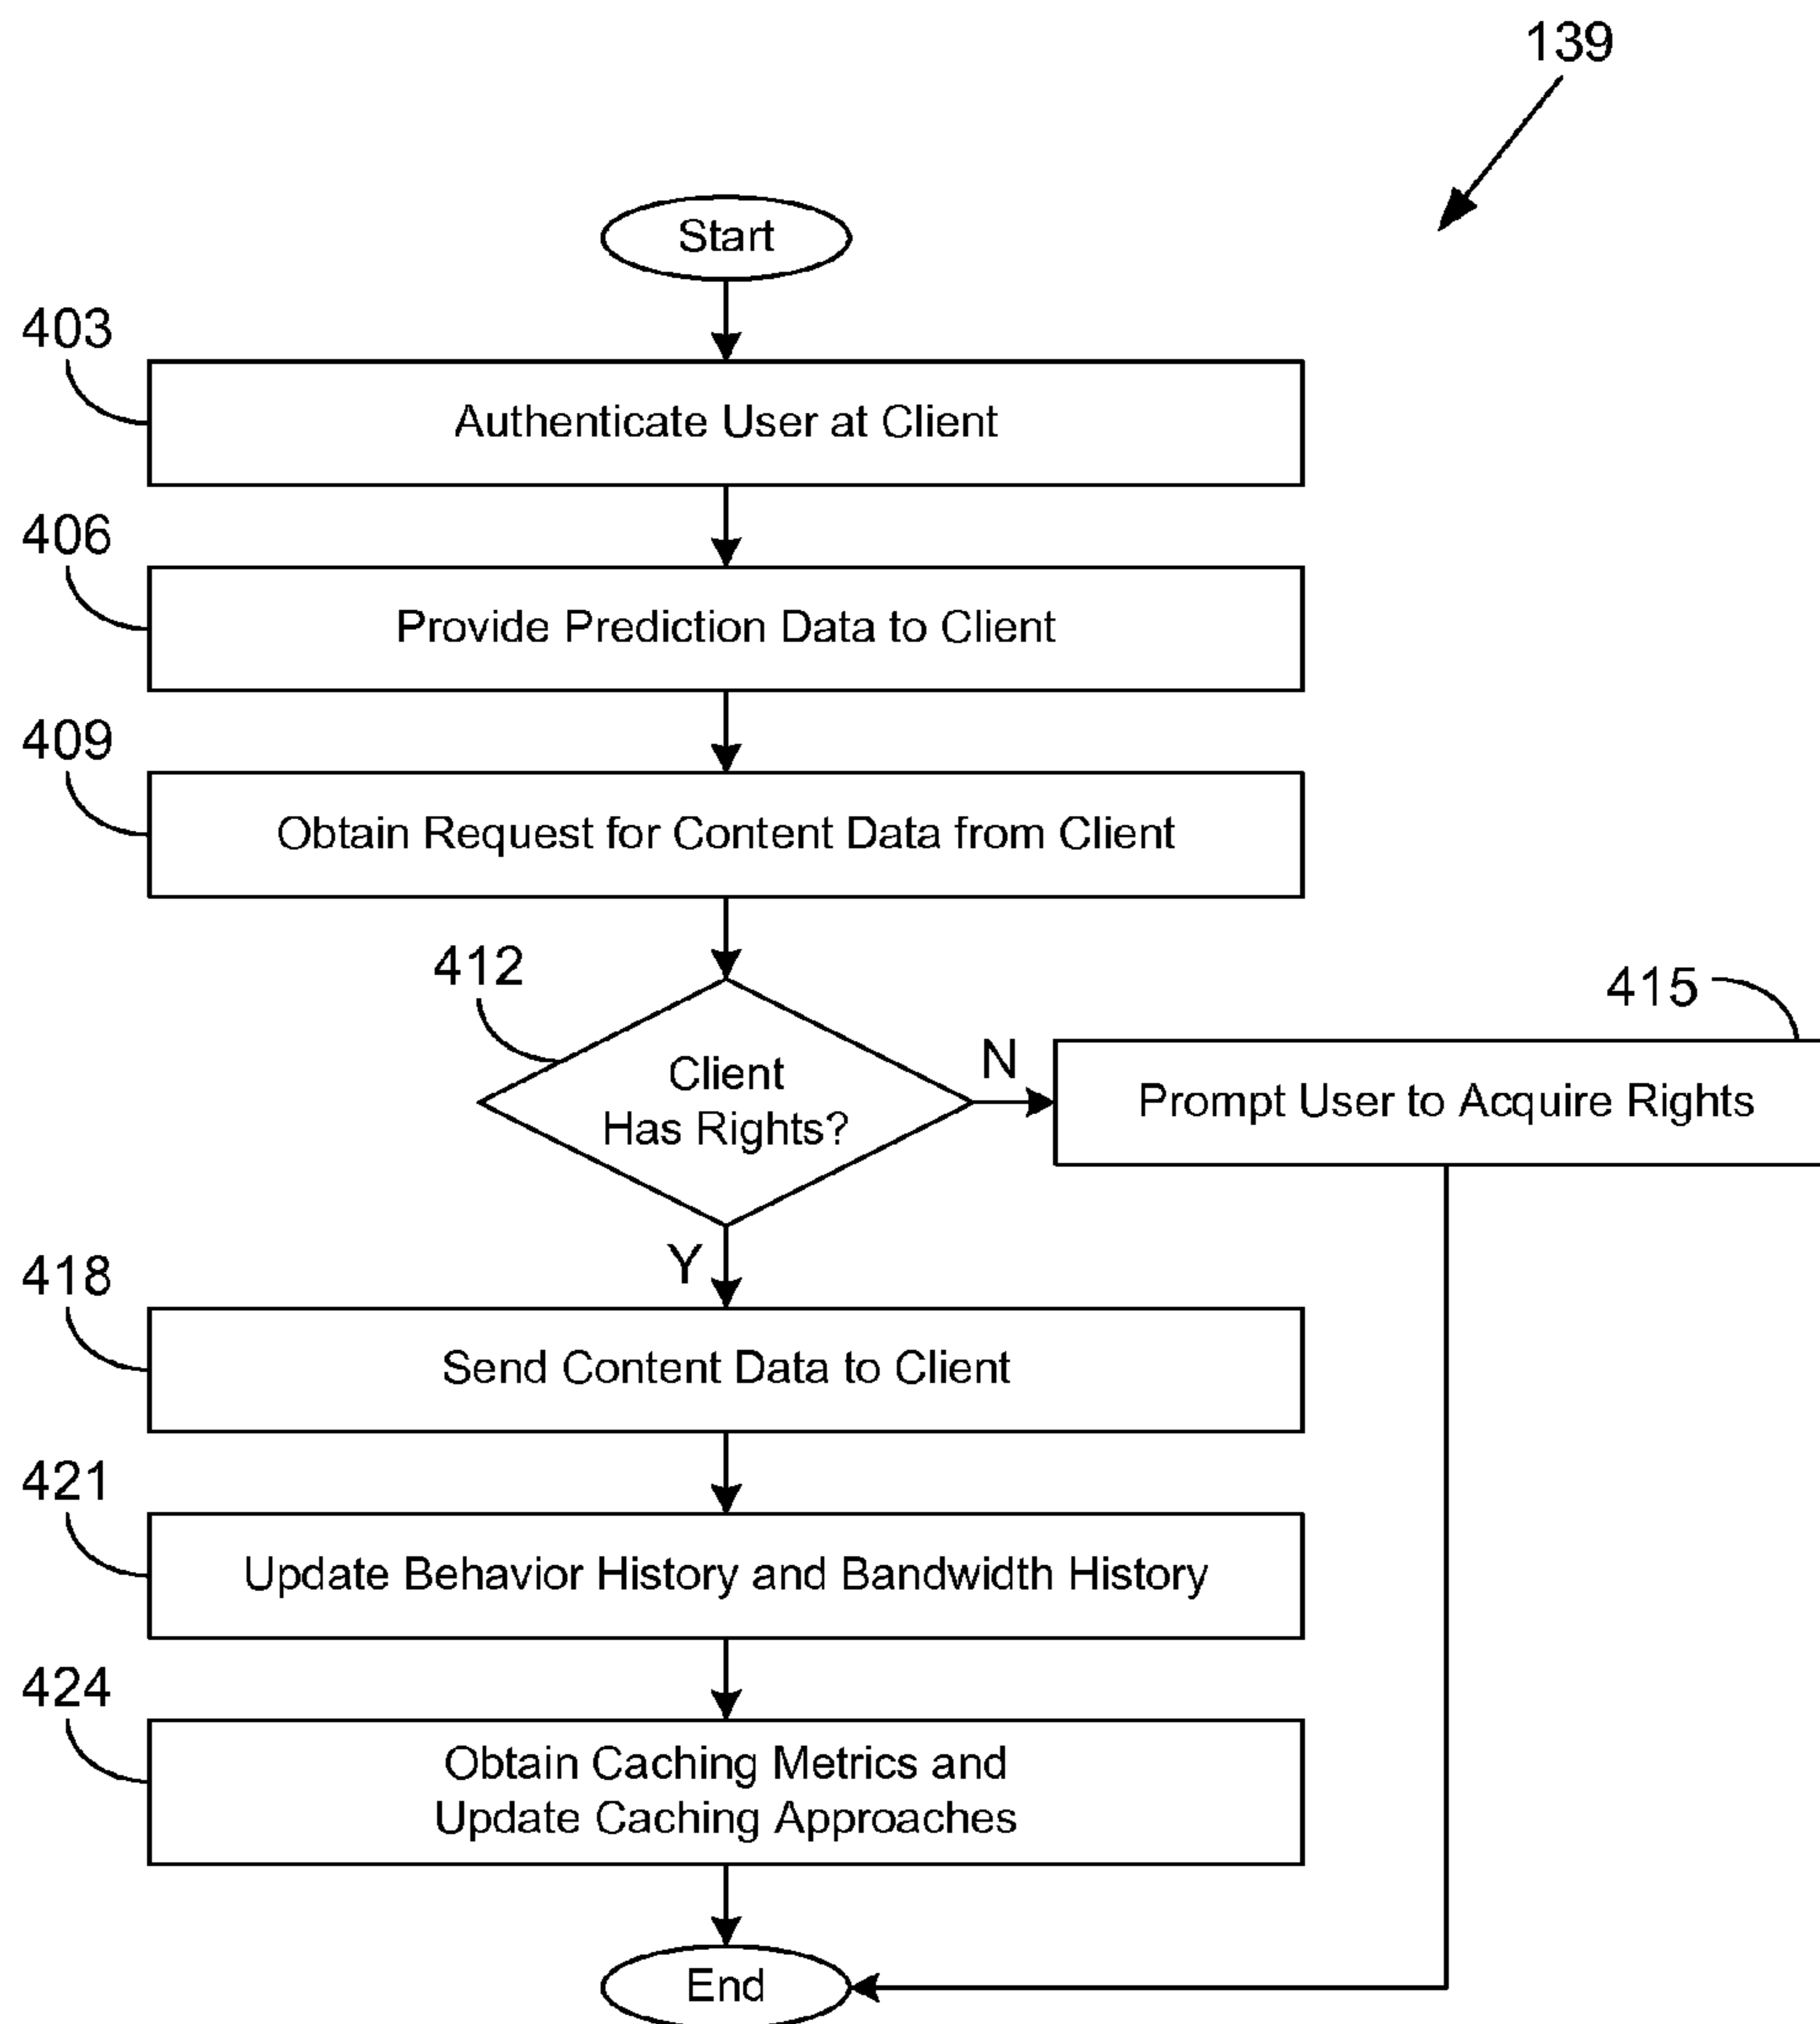 139
Start
403
Authenticate User at Client
406
Provide Prediction Data to Client
409
Obtain Request for Content Data from Client
412
Client
Has Rights?
N
415
Prompt User to Acquire Rights
Y
418
Send Content Data to Client
421
Update Behavior History and Bandwidth History
424
Obtain Caching Metrics and
Update Caching Approaches
End